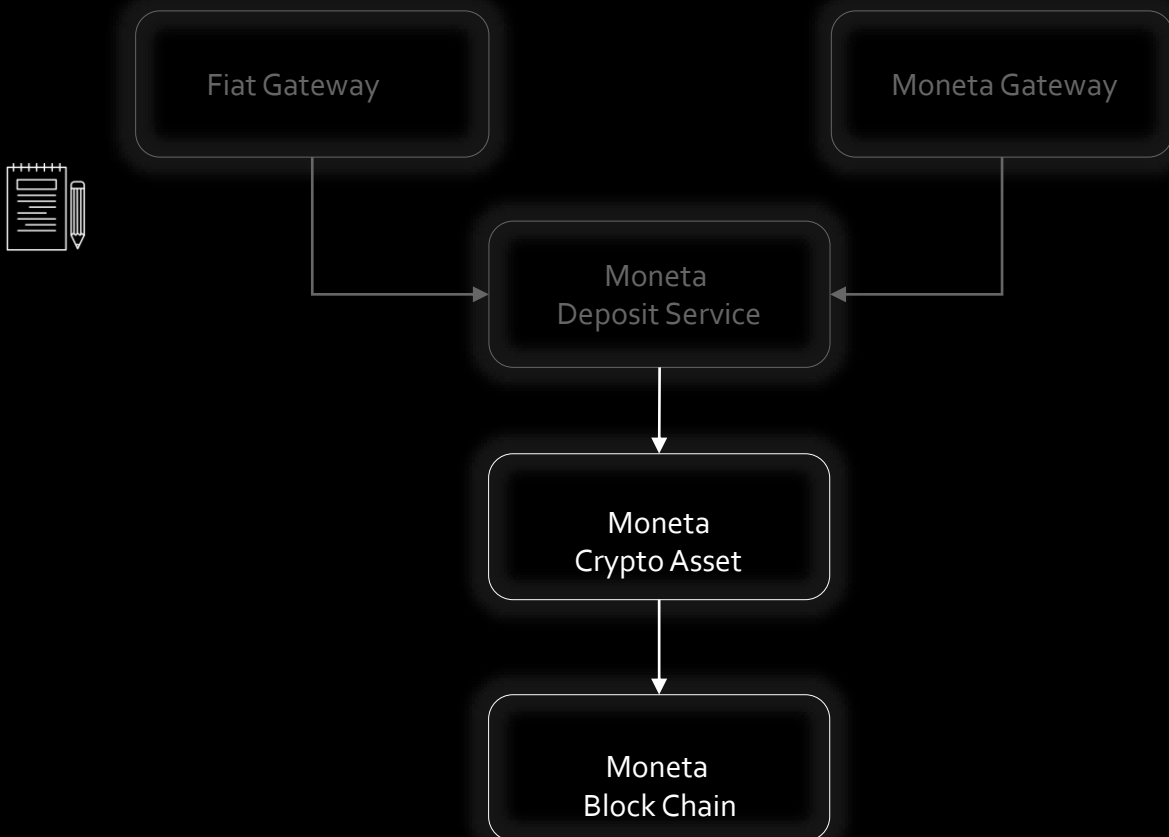 Fiat Gateway
Moneta Gateway
Moneta
Deposit Service
Moneta
Crypto Asset
Moneta
Block Chain